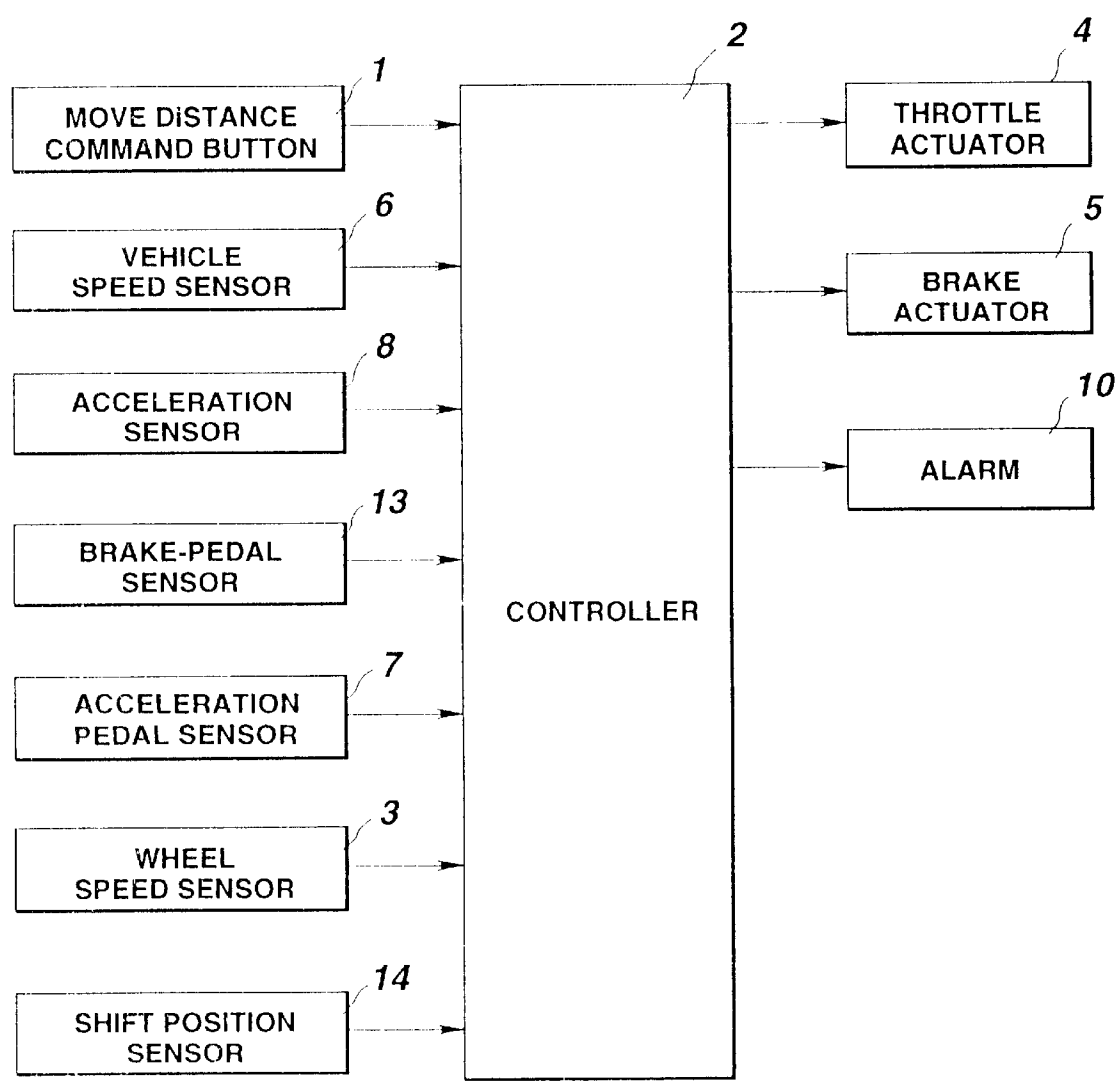 2
1
MOVE DISTANCE
COMMAND BUTTON
4
THROTTLE
ACTUATOR
6
VEHICLE
SPEED SENSOR
5
BRAKE
ACTUATOR
8
ACCELERATION
SENSOR
10
ALARM
13
BRAKE-PEDAL
SENSOR
CONTROLLER
7
ACCELERATION
PEDAL SENSOR
3
WHEEL
SPEED SENSOR
14
SHIFT POSITION
SENSOR